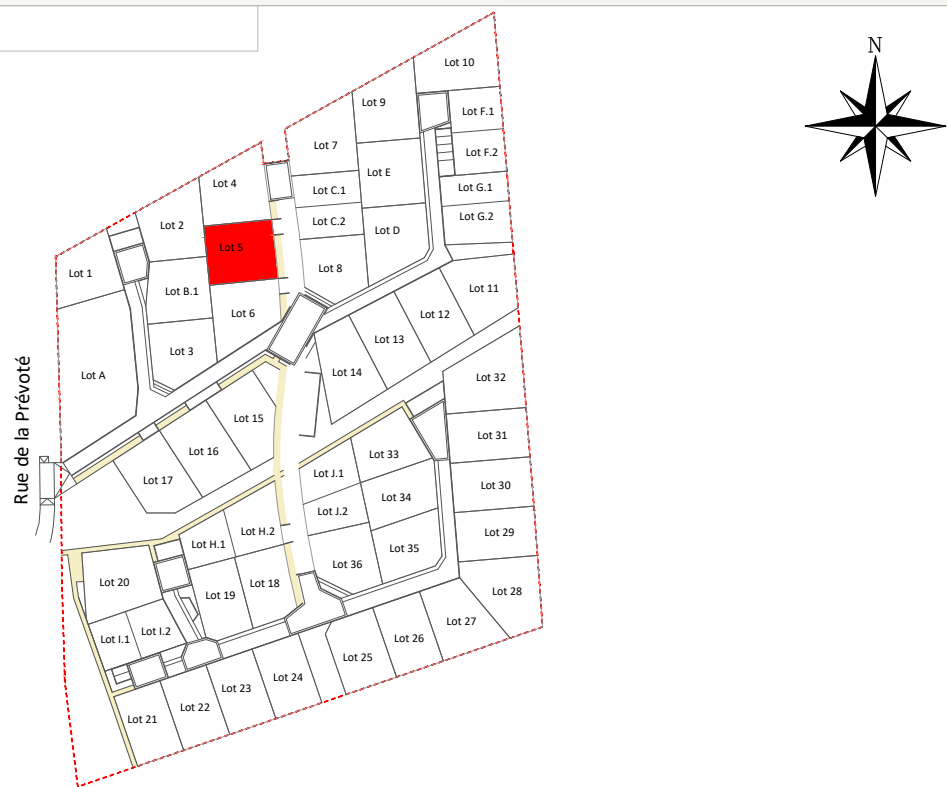 N
Lot 10
Lot 9
Lot F.1
Lot 7
Lot F.2
Lot E
Lot 4
Lot C.1
Lot G.1
Lot G.2
Lot 2
Lot C.2
Lot D
Lot 5
Lot 1
Lot 8
Lot B.1
Lot 11
Lot 6
Lot 12
Lot 13
Lot 3
Lot 14
Lot A
Lot 32
Rue de la Prévoté
Lot 15
Lot 31
Lot 16
Lot 33
Lot 17
Lot J.1
Lot 30
Lot 34
Lot J.2
Lot H.2
Lot 29
Lot H.1
Lot 35
Lot 36
Lot 20
Lot 18
Lot 28
Lot 19
Lot 27
Lot I.1
Lot I.2
Lot 26
Lot 25
Lot 24
Lot 23
Lot 22
Lot 21